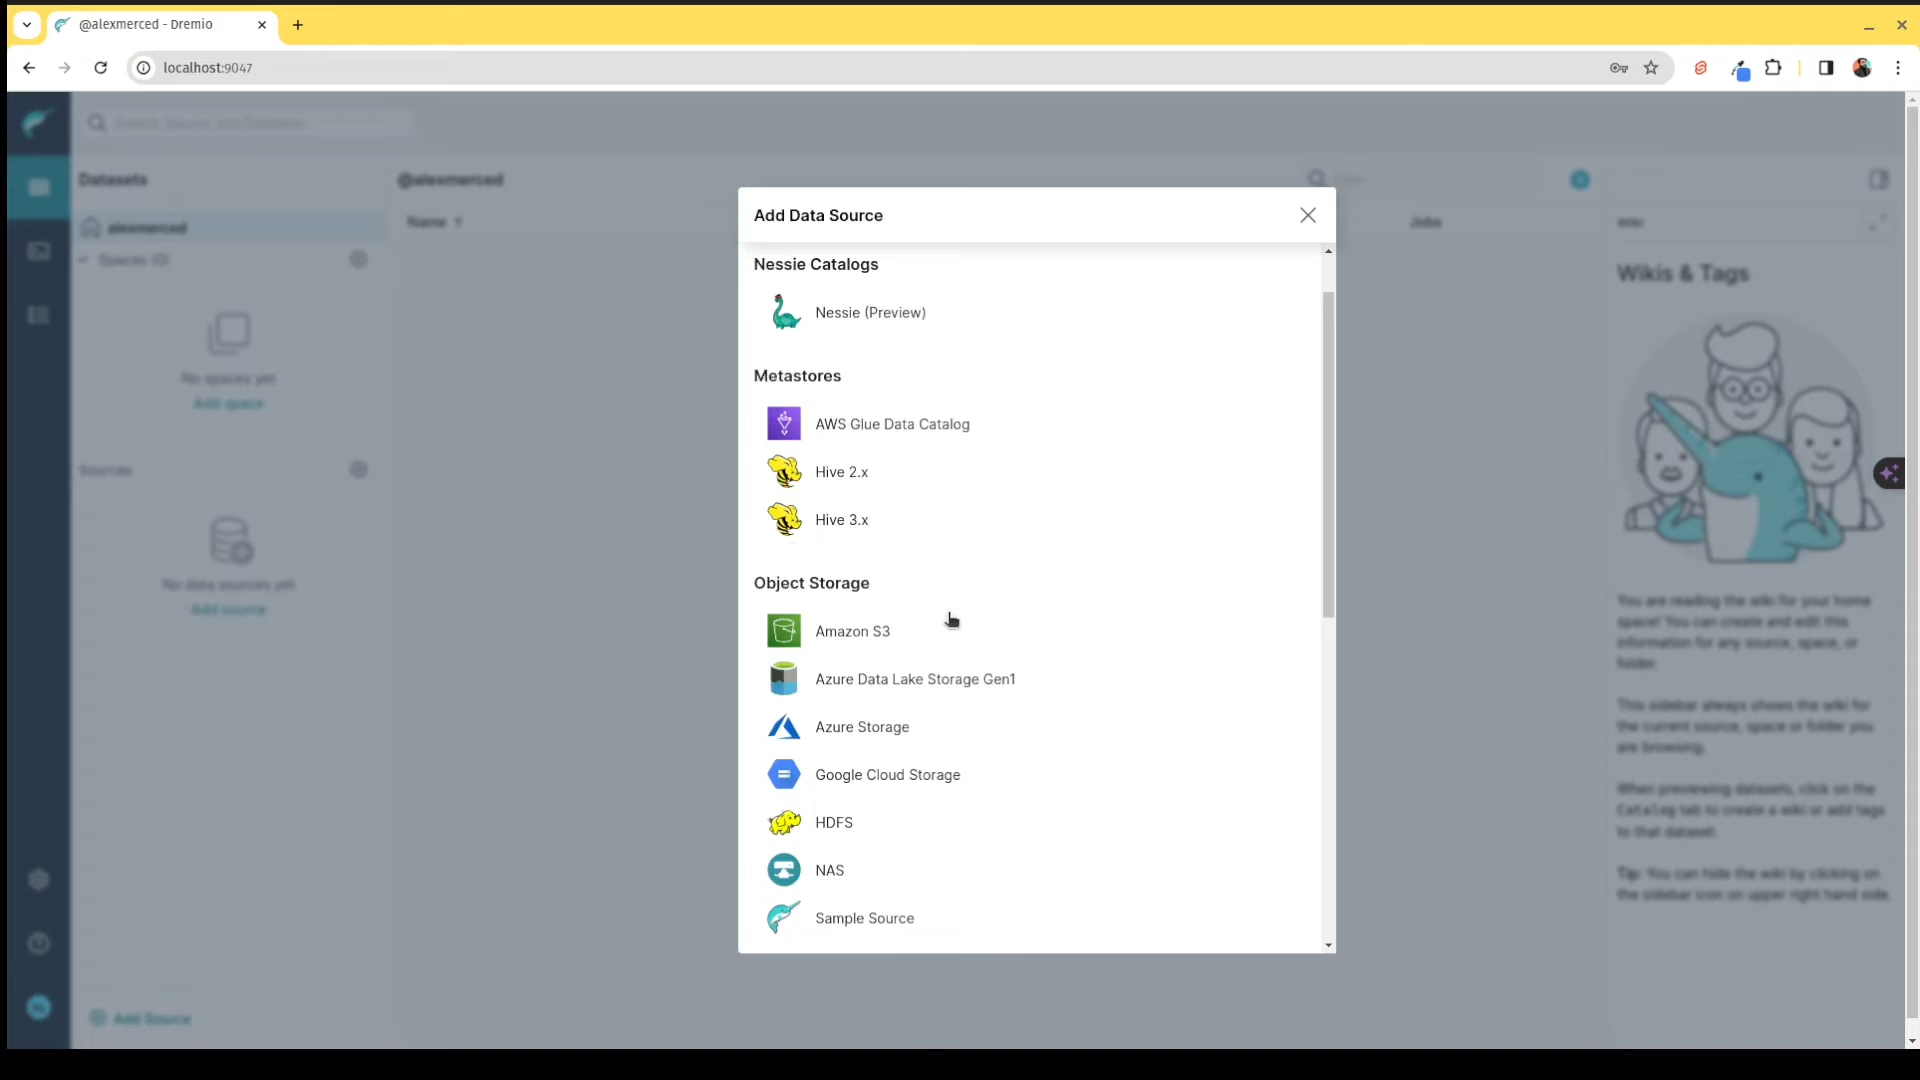 @alexmerced - Dremio
localhost:9047
Search Spaces and Datasets
Datasets
@alexmerced
Filter
alexmerced
Name
Jobs
Wiki
Spaces (0)
No spaces yet
Add space
Sources
No data sources yet
Add source
Add Source
Add Data Source
Nessie Catalogs
Nessie (Preview)
Metastores
AWS Glue Data Catalog
Hive 2.x
Hive 3.x
Object Storage
Amazon S3
Azure Data Lake Storage Gen1
Azure Storage
Google Cloud Storage
HDFS
NAS
Sample Source
Wikis & Tags
You are reading the wiki for your home
space! You can create and edit this
information for any source, space, or
folder.
This sidebar always shows the wiki for
the current source, space or folder you
are browsing.
When previewing datasets, click on the
Catalog tab to create a wiki or add tags
to that dataset.
Tip: You can hide the wiki by clicking on
the sidebar icon on upper right hand side.